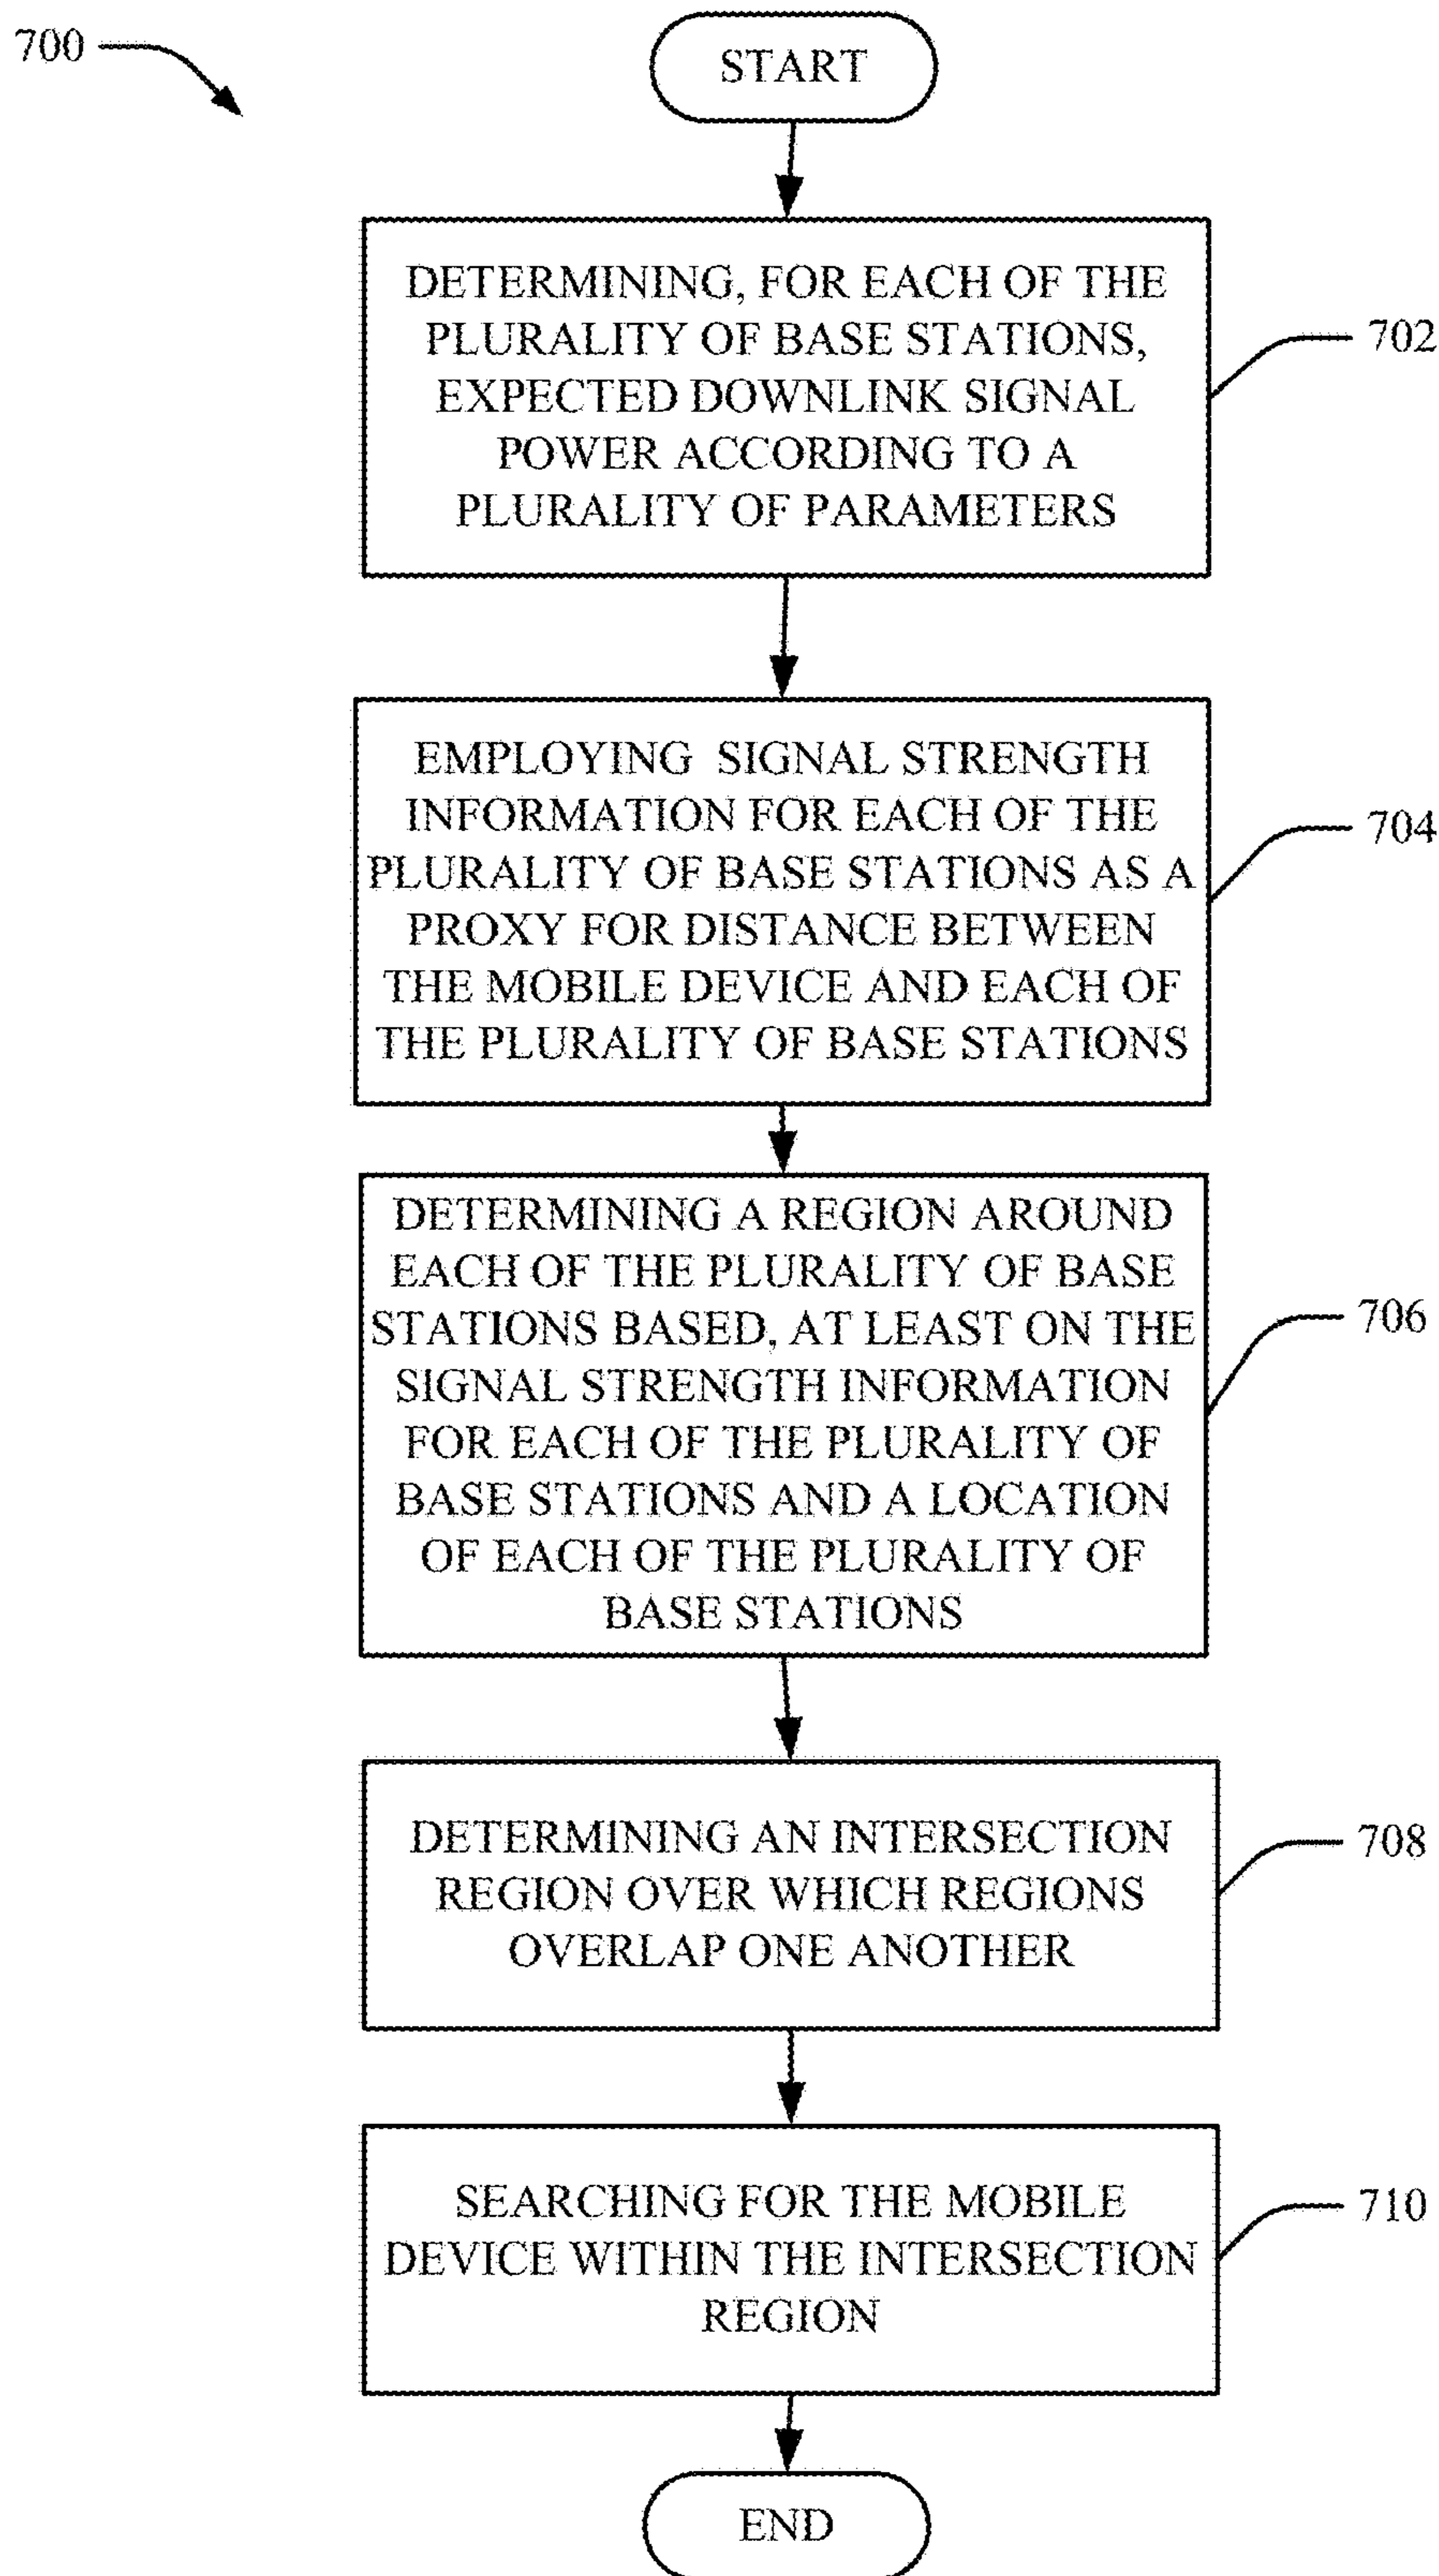 700
START
DETERMINING, FOR EACH OF THE
PLURALITY OF BASE STATIONS,
EXPECTED DOWNLINK SIGNAL
POWER ACCORDING TO A
PLURALITY OF PARAMETERS
702
EMPLOYING SIGNAL STRENGTH
INFORMATION FOR EACH OF THE
PLURALITY OF BASE STATIONS AS A
PROXY FOR DISTANCE BETWEEN
THE MOBILE DEVICE AND EACH OF
THE PLURALITY OF BASE STATIONS
704
DETERMINING A REGION AROUND
EACH OF THE PLURALITY OF BASE
STATIONS BASED, AT LEAST ON THE
SIGNAL STRENGTH INFORMATION
FOR EACH OF THE PLURALITY OF
BASE STATIONS AND A LOCATION
OF EACH OF THE PLURALITY OF
BASE STATIONS
706
DETERMINING AN INTERSECTION
REGION OVER WHICH REGIONS
OVERLAP ONE ANOTHER
708
SEARCHING FOR THE MOBILE
DEVICE WITHIN THE INTERSECTION
REGION
710
END